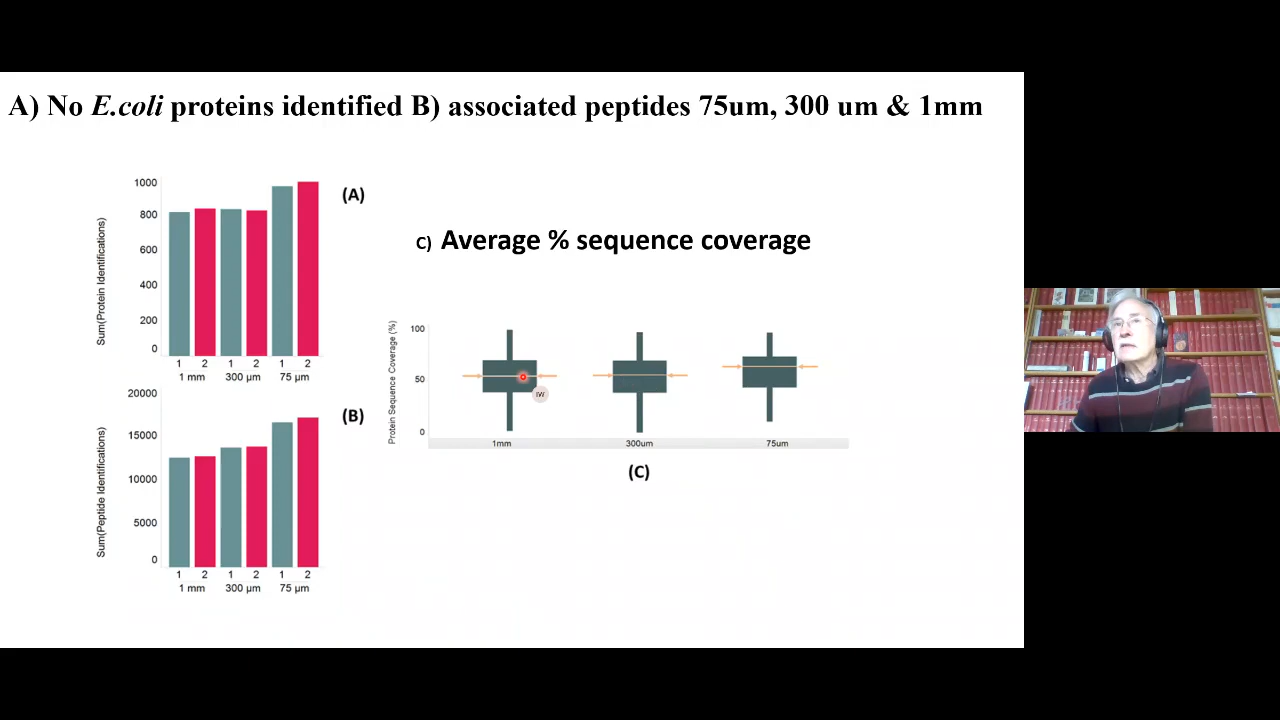 A) No E.coli proteins identified B) associated peptides 75um, 300 um & 1mm
(A)
Sum(Protein Identifications)
1000
800
600
400
200
0
1 2 1 2 1 2
1 mm 300 µm 75 µm
(B)
Sum(Peptide Identifications)
20000
15000
10000
5000
0
1 2 1 2 1 2
1 mm 300 µm 75 µm
C) Average % sequence coverage
Protein Sequence Coverage (%)
100
50
0
IW
1mm 300um 75um
(C)